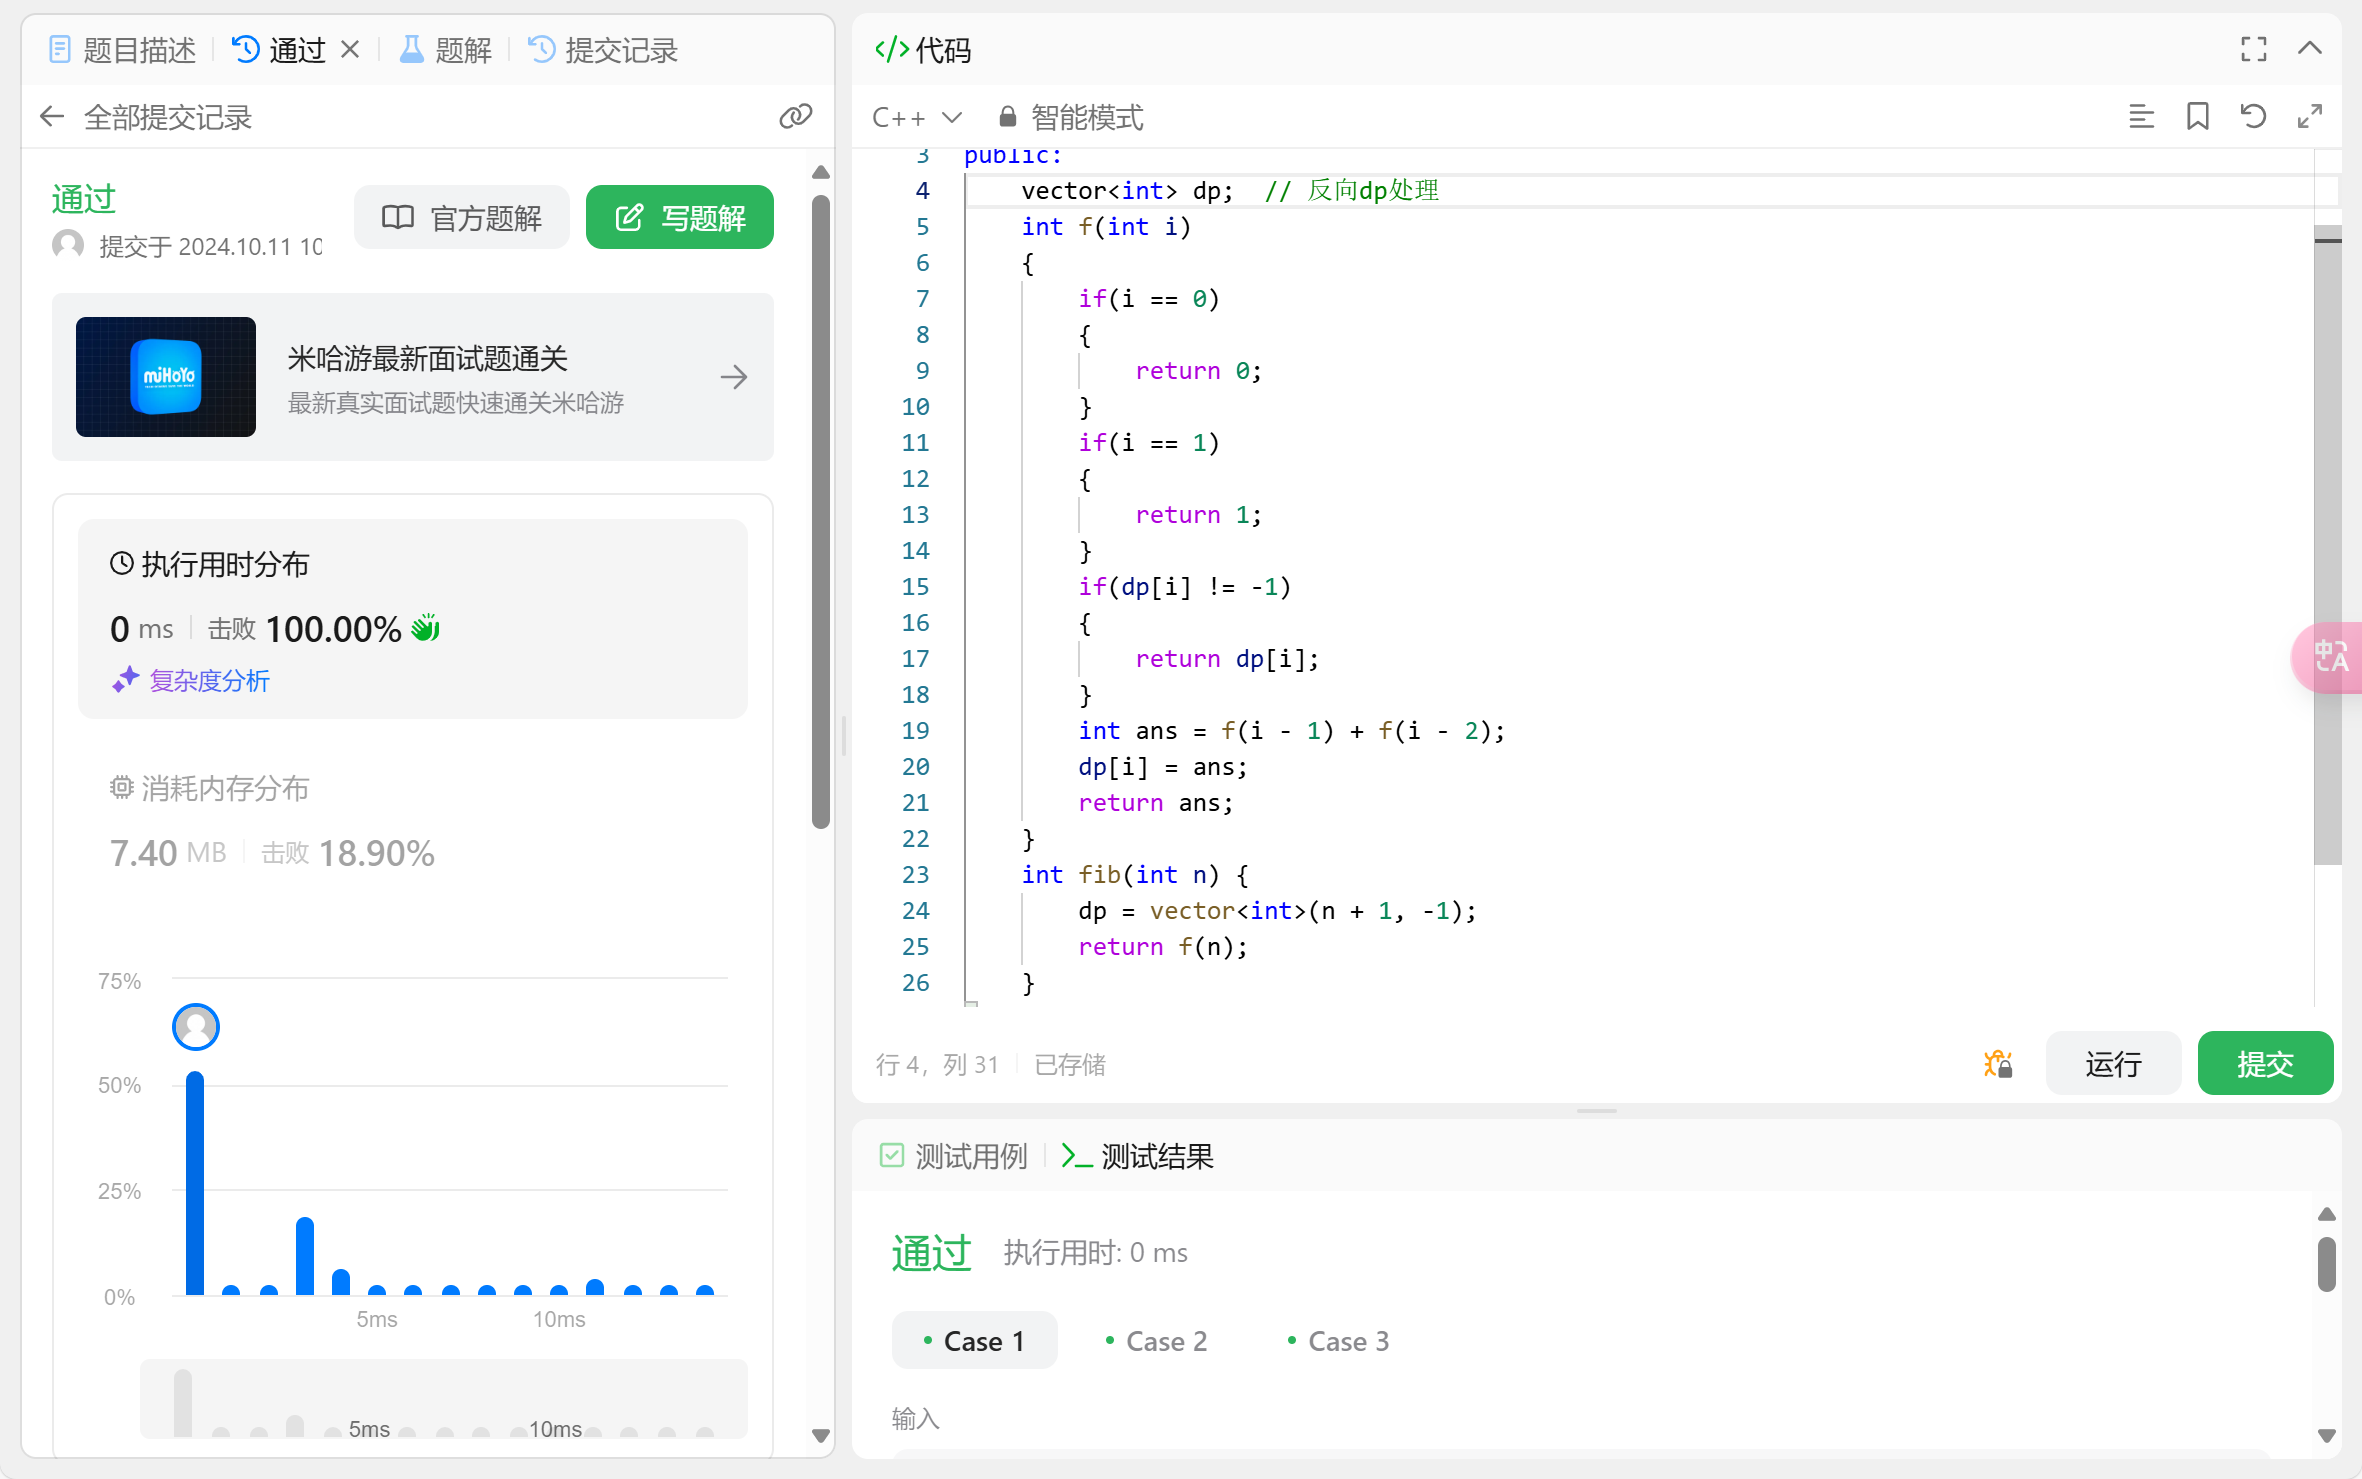 题目描述
通过
题解
提交记录
全部提交记录
通过
提交于 2024.10.11 10
官方题解
写题解
miHoYo
米哈游最新面试题通关
最新真实面试题快速通关米哈游
执行用时分布
0 ms 击败 100.00%
复杂度分析
消耗内存分布
7.40 MB 击败 18.90%
75%
50%
25%
0%
5ms 10ms
5ms 10ms
代码
C++ 智能模式
3 public:
4 vector<int> dp;  // 反向dp处理
5 int f(int i)
6 {
7 if(i == 0)
8 {
9 return 0;
10 }
11 if(i == 1)
12 {
13 return 1;
14 }
15 if(dp[i] != -1)
16 {
17 return dp[i];
18 }
19 int ans = f(i - 1) + f(i - 2);
20 dp[i] = ans;
21 return ans;
22 }
23 int fib(int n) {
24 dp = vector<int>(n + 1, -1);
25 return f(n);
26 }
行 4, 列 31 已存储
运行
提交
测试用例
测试结果
通过 执行用时: 0 ms
Case 1
Case 2
Case 3
输入
中A